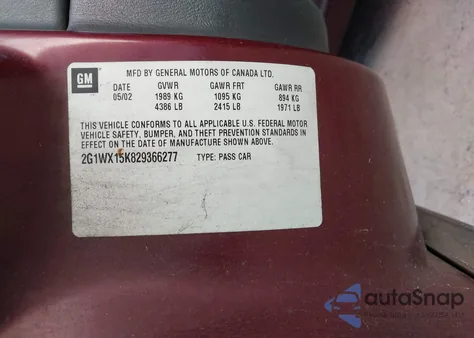 GM
MFD BY GENERAL MOTORS OF CANADA LTD.
DATE GVWR GAWR FRT GAWR RR
05/02 1989 KG 1095 KG 894 KG
4386 LB 2415 LB 1971 LB
THIS VEHICLE CONFORMS TO ALL APPLICABLE U.S. FEDERAL MOTOR
VEHICLE SAFETY, BUMPER, AND THEFT PREVENTION STANDARDS IN
EFFECT ON THE DATE OF MANUFACTURE SHOWN ABOVE.
2G1WX15K829366277 TYPE: PASS CAR
autoSnap